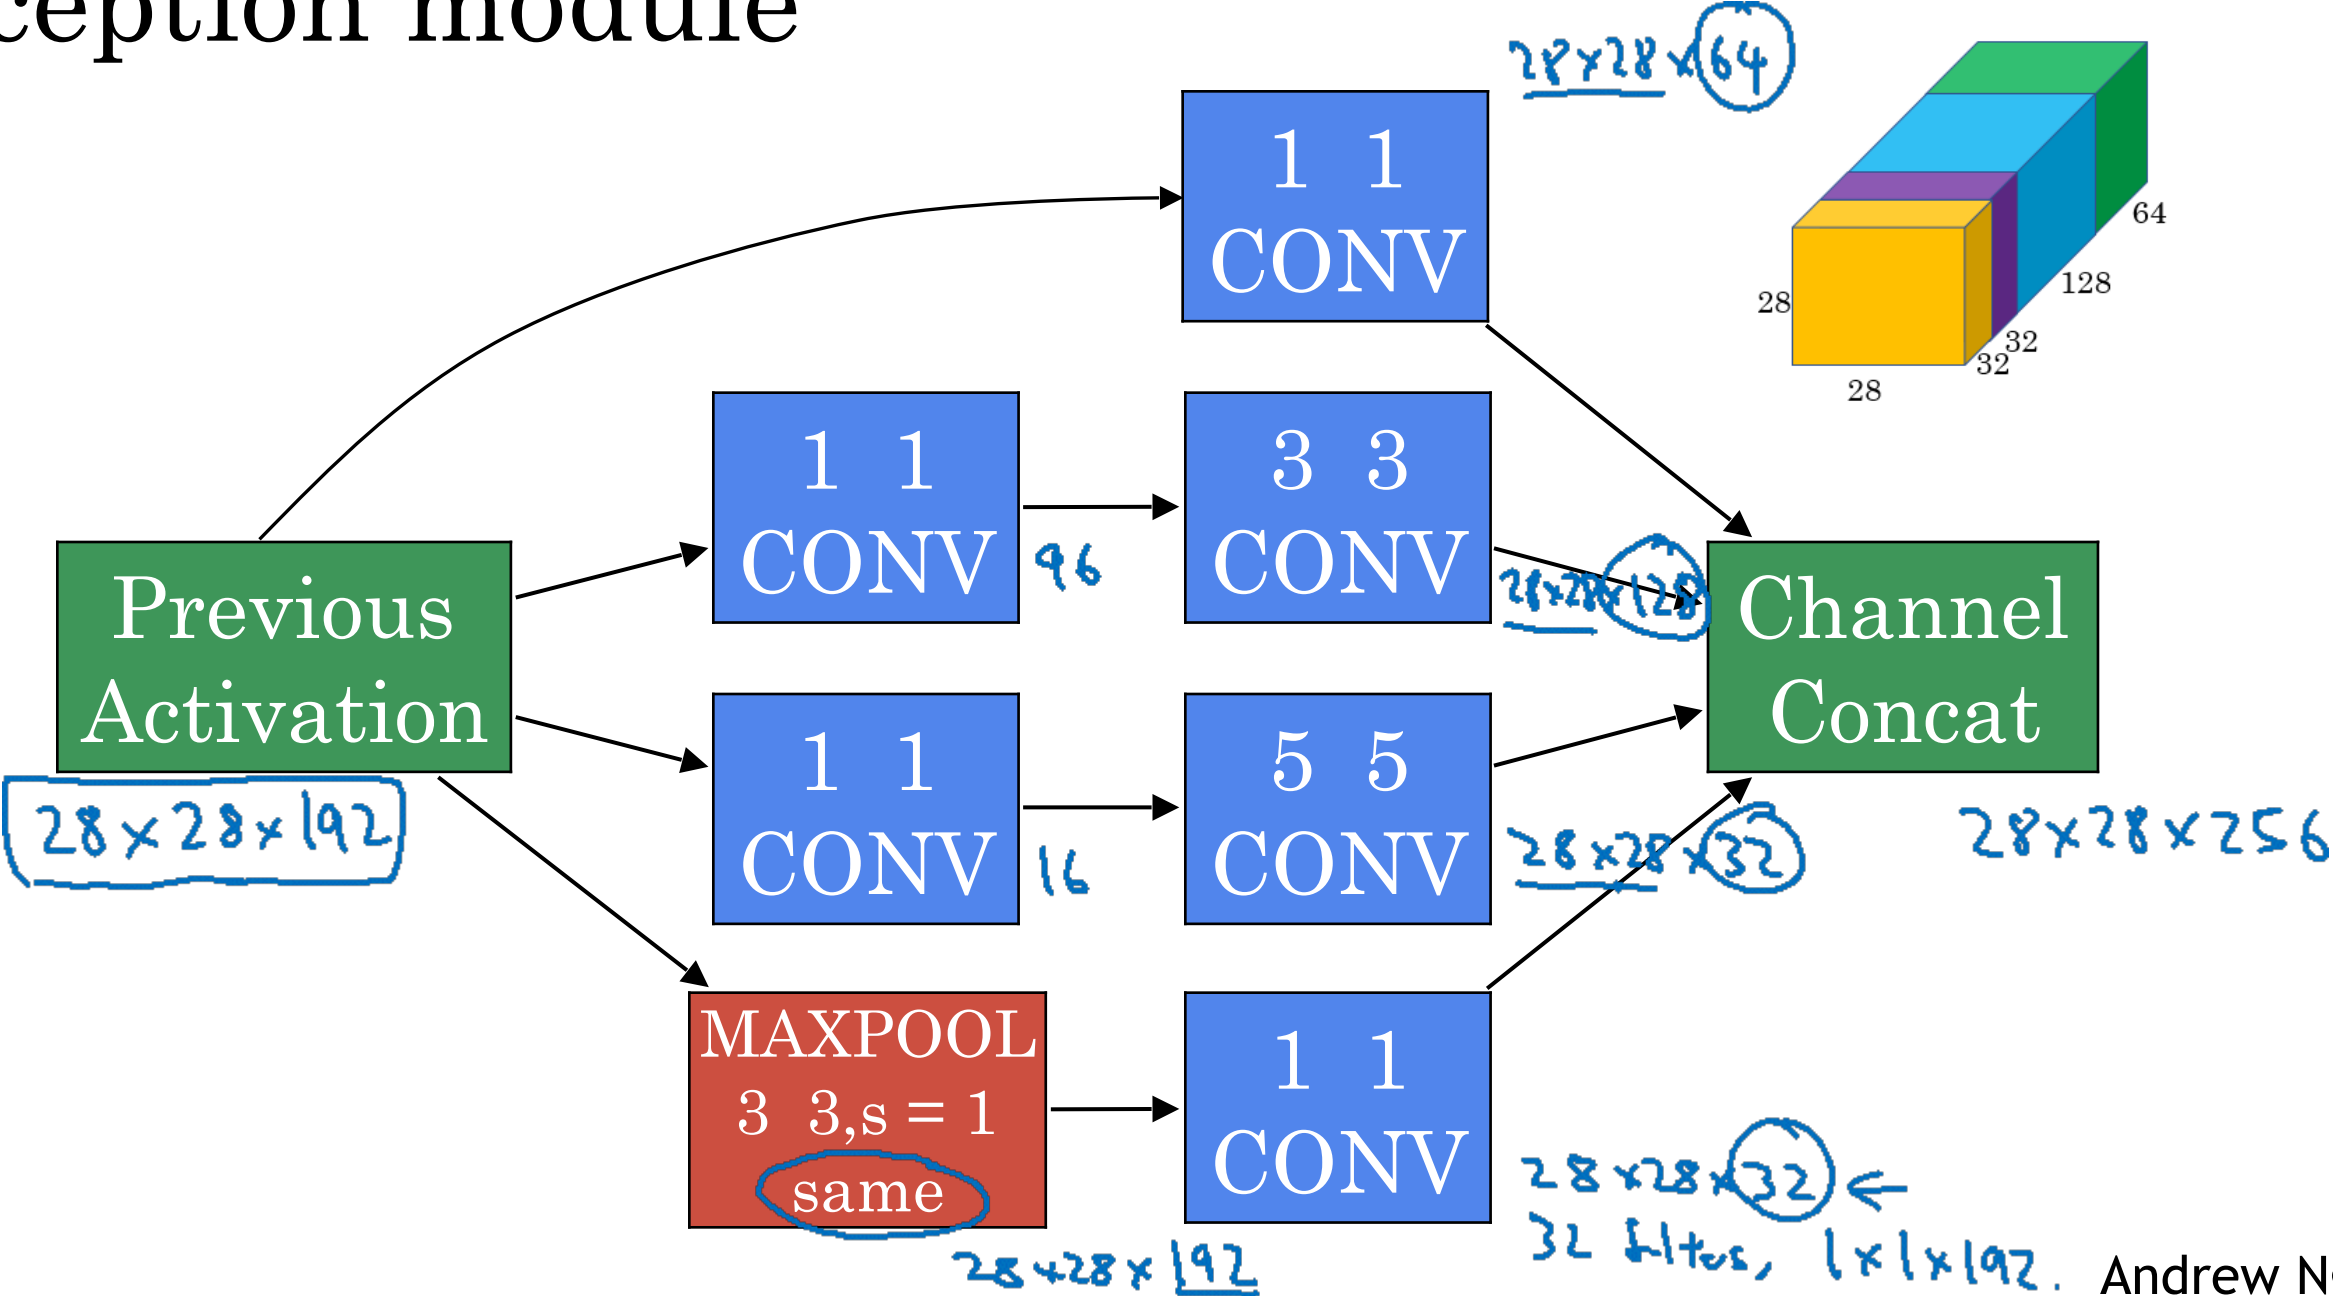 ception module
28×28×64
1 1
CONV
64
128
32
32
28
28
1 1
CONV
96
3 3
CONV
28×28×128
Previous
Activation
28×28×192
Channel
Concat
28×28×256
1 1
CONV
16
5 5
CONV
28×28×32
MAXPOOL
3 3,s = 1
same
28×28×192
1 1
CONV
28×28×32 ←
32 filters, 1×1×192.
Andrew N